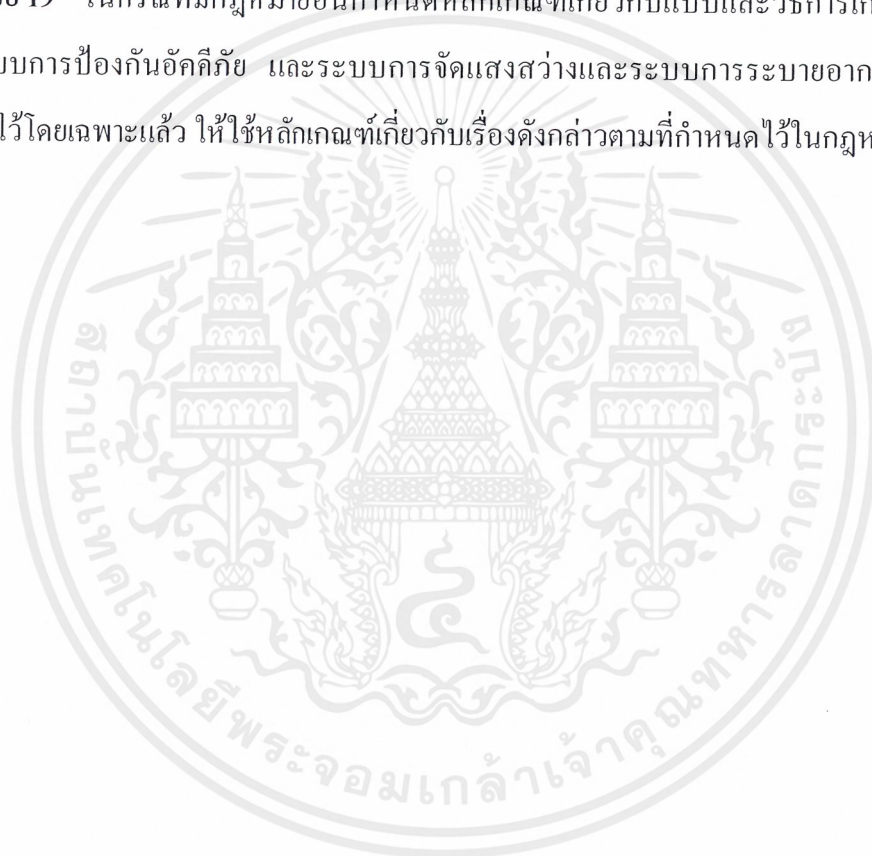 19 ในกรณีที่มีกฎหมายอื่นกำหนดหลักเกณฑ์เกี่ยวกับแบบและวิธีการ
บบการป้องกันอัคคีภัย และระบบการจัดแสงสว่างและระบบการระบายอาก
ไว้โดยเฉพาะแล้ว ให้ใช้หลักเกณฑ์เกี่ยวกับเรื่องดังกล่าวตามที่กำหนดไว้ในกฎห
สถาบันเทคโนโลยีพระจอมเกล้าเจ้าคุณทหารลาดกระบัง